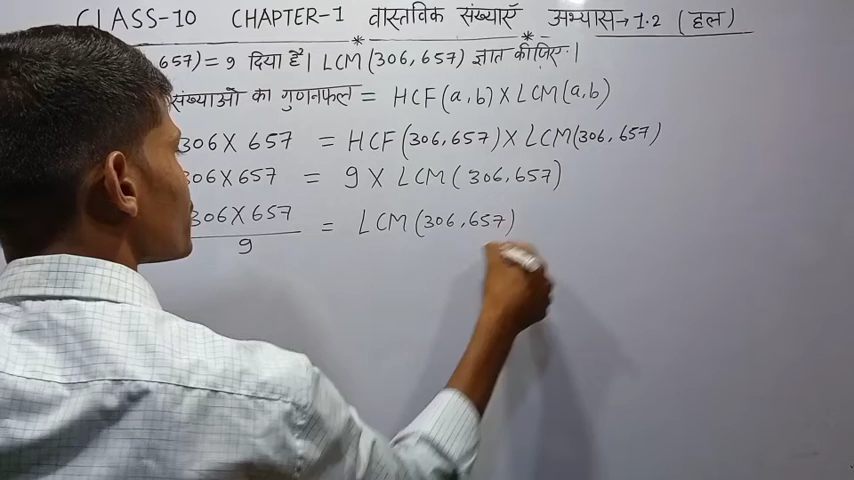 CLASS-10 CHAPTER-1 वास्तविक संख्याएँ अभ्यास→1.2 (हल)
,657) = 9 दिया है। LCM(306,657) ज्ञात कीजिए।
संख्याओ का गुणनफल = HCF(a,b) X LCM(a,b)
306 X 657 = HCF(306,657) X LCM(306,657)
306 X 657 = 9 X LCM(306,657)
306 X 657 / 9 = LCM(306,657)